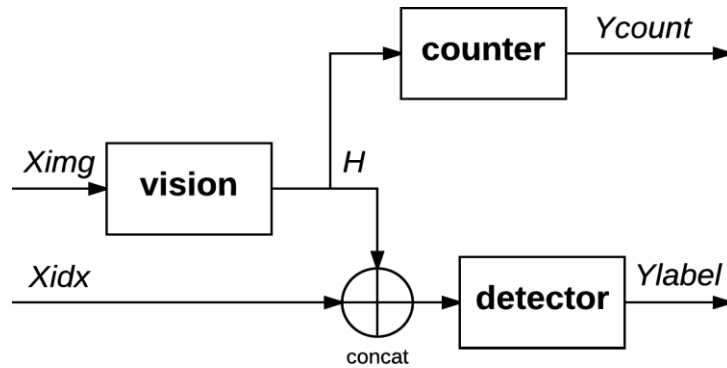 counter
Ycount
Ximg
vision
H
Xidx
detector
Ylabel
concat